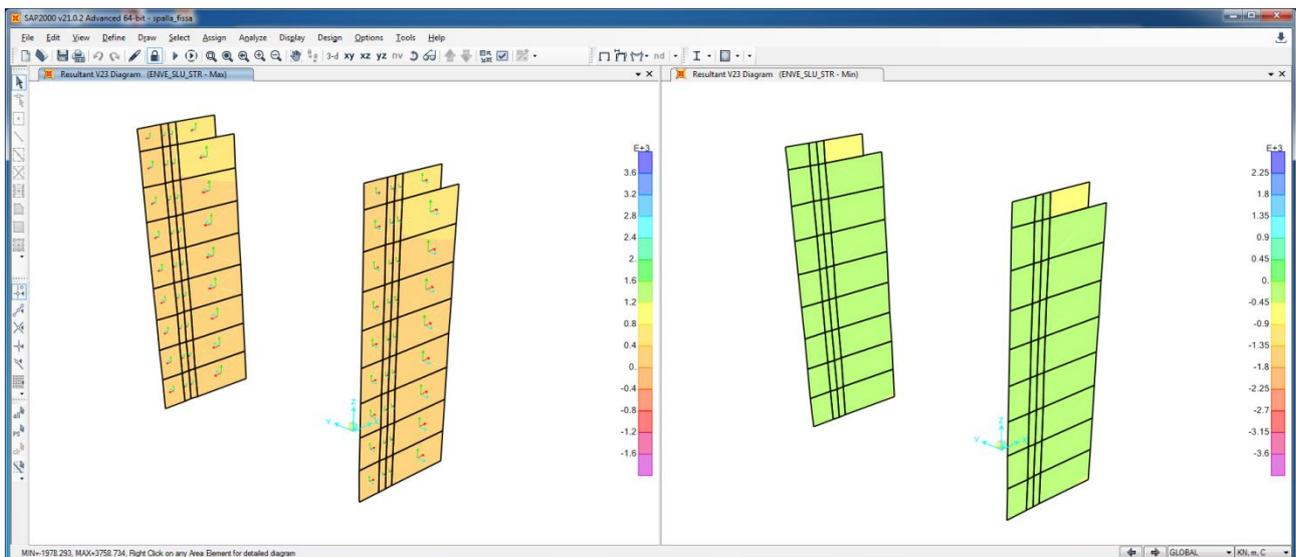 SAP2000 v21.0.2 Advanced 64-bit - spalla_fissa
File Edit View Define Draw Select Assign Analyze Display Design Options Tools Help
3-d xy xz yz nv nd
Resultant V23 Diagram (ENVE_SLU_STR - Max)
Resultant V23 Diagram (ENVE_SLU_STR - Min)
E+3
3.6
3.2
2.8
2.4
2.
1.6
1.2
0.8
0.4
0.
-0.4
-0.8
-1.2
-1.6
Z
Y
X
E+3
2.25
1.8
1.35
0.9
0.45
0.
-0.45
-0.9
-1.35
-1.8
-2.25
-2.7
-3.15
-3.6
Z
Y
X
all
PS
clr
MIN=-1978.293, MAX=3758.734, Right Click on any Area Element for detailed diagram
GLOBAL
KN, m, C